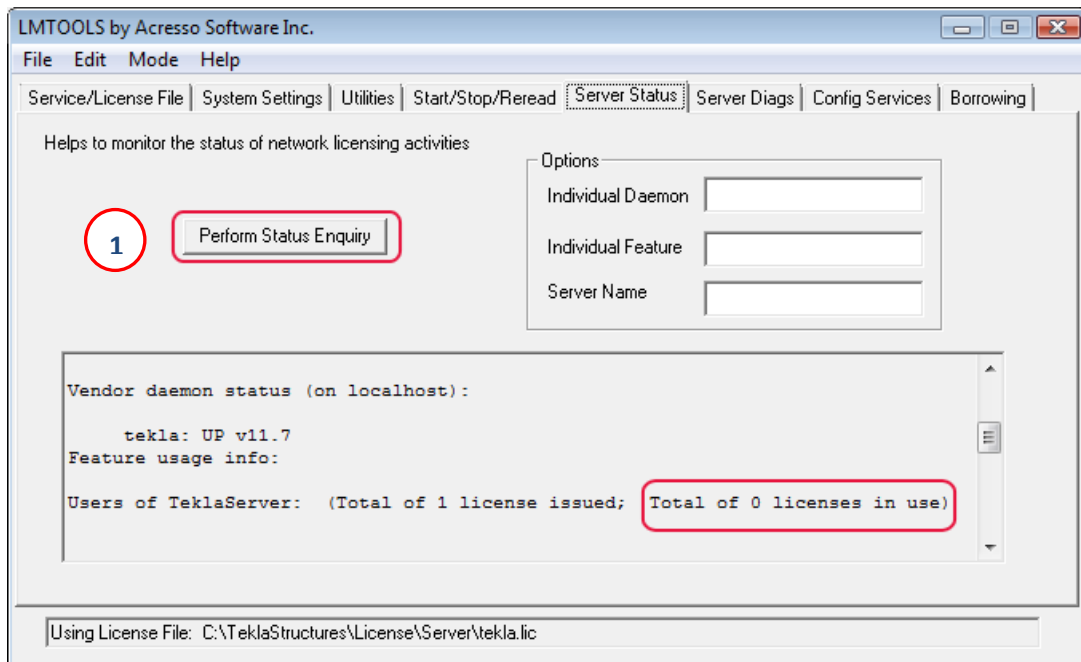 LMTOOLS by Acresso Software Inc.
File Edit Mode Help
Service/License File System Settings Utilities Start/Stop/Reread Server Status Server Diags Config Services Borrowing
Helps to monitor the status of network licensing activities
Options
Individual Daemon
1 Perform Status Enquiry
Individual Feature
Server Name
Vendor daemon status (on localhost):
tekla: UP v11.7
Feature usage info:
Users of TeklaServer: (Total of 1 license issued; Total of 0 licenses in use)
Using License File: C:\TeklaStructures\License\Server\tekla.lic